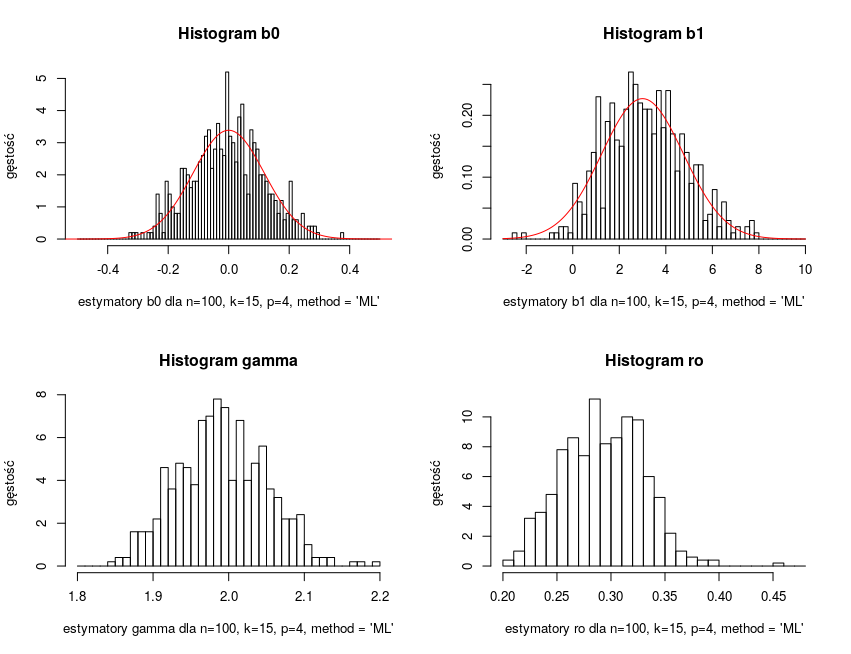 Histogram b0
gęstość
0 1 2 3 4 5
-0.4 -0.2 0.0 0.2 0.4
estymatory b0 dla n=100, k=15, p=4, method = 'ML'
Histogram b1
gęstość
0.00 0.10 0.20
-2 0 2 4 6 8 10
estymatory b1 dla n=100, k=15, p=4, method = 'ML'
Histogram gamma
gęstość
0 2 4 6 8
1.8 1.9 2.0 2.1 2.2
estymatory gamma dla n=100, k=15, p=4, method = 'ML'
Histogram ro
gęstość
0 2 4 6 8 10
0.20 0.25 0.30 0.35 0.40 0.45
estymatory ro dla n=100, k=15, p=4, method = 'ML'